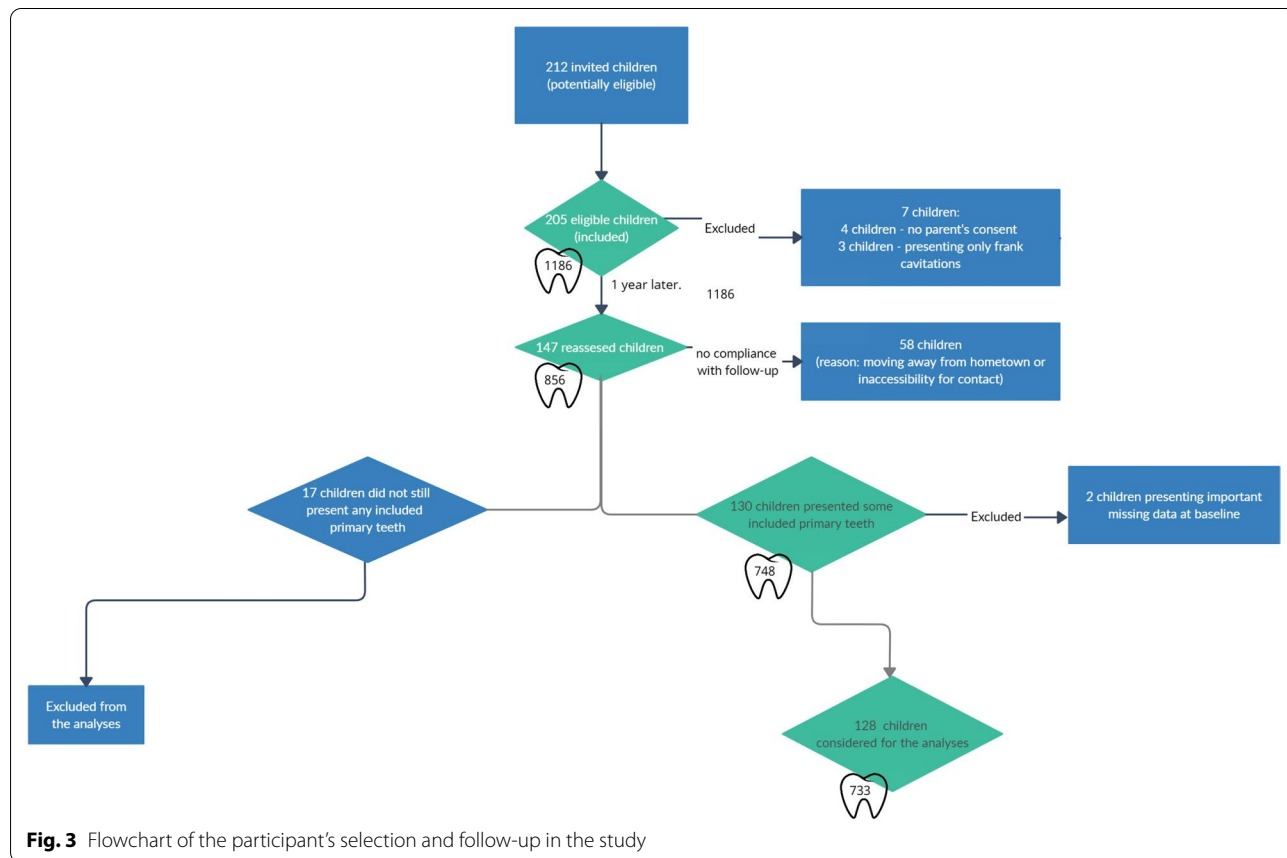 212 invited children
(potentially eligible)
205 eligible children
(included)
1186
Excluded
7 children:
4 children - no parent's consent
3 children - presenting only frank
cavitations
1 year later.
1186
147 reassesed children
856
no compliance
with follow-up
58 children
(reason: moving away from hometown or
inaccessibility for contact)
17 children did not still
present any included
primary teeth
130 children presented some
included primary teeth
748
Excluded
2 children presenting important
missing data at baseline
Excluded from
the analyses
128 children
considered for the analyses
733
Fig. 3 Flowchart of the participant's selection and follow-up in the study